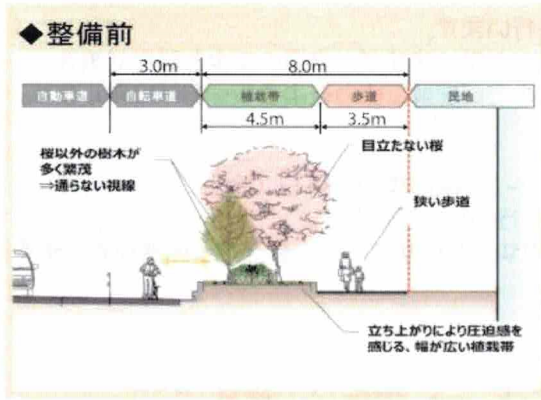 ◆整備前
3.0m 8.0m
自動車道 自転車道 植栽帯 歩道 民地
4.5m 3.5m
桜以外の樹木が
多く繁茂
⇒通らない視線
目立たない桜
狭い歩道
立ち上がりにより圧迫感を
感じる、幅が広い植栽帯